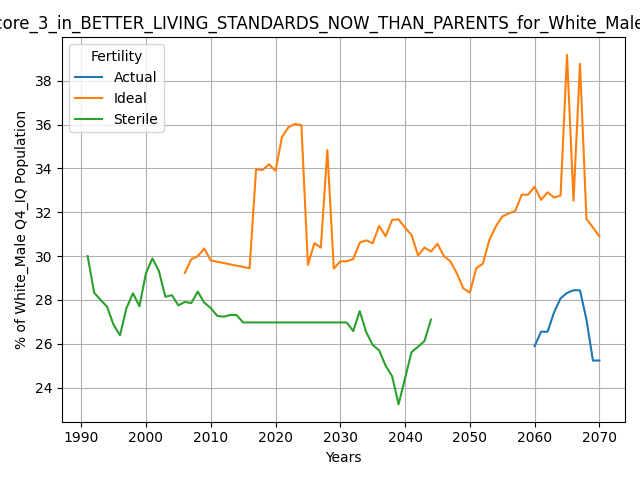 core_3_in_BETTER_LIVING_STANDARDS_NOW_THAN_PARENTS_for_White_Male
Fertility
Actual
Ideal
Sterile
% of White_Male Q4_IQ Population
38
36
34
32
30
28
26
24
1990 2000 2010 2020 2030 2040 2050 2060 2070
Years